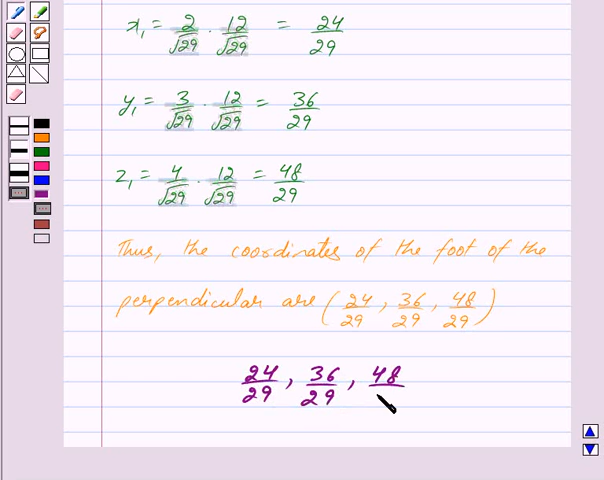 x₁ = 2/√29 · 12/√29 = 24/29
y₁ = 3/√29 · 12/√29 = 36/29
z₁ = 4/√29 · 12/√29 = 48/29
Thus, the coordinates of the foot of the
perpendicular are (24/29, 36/29, 48/29)
24/29, 36/29, 48/